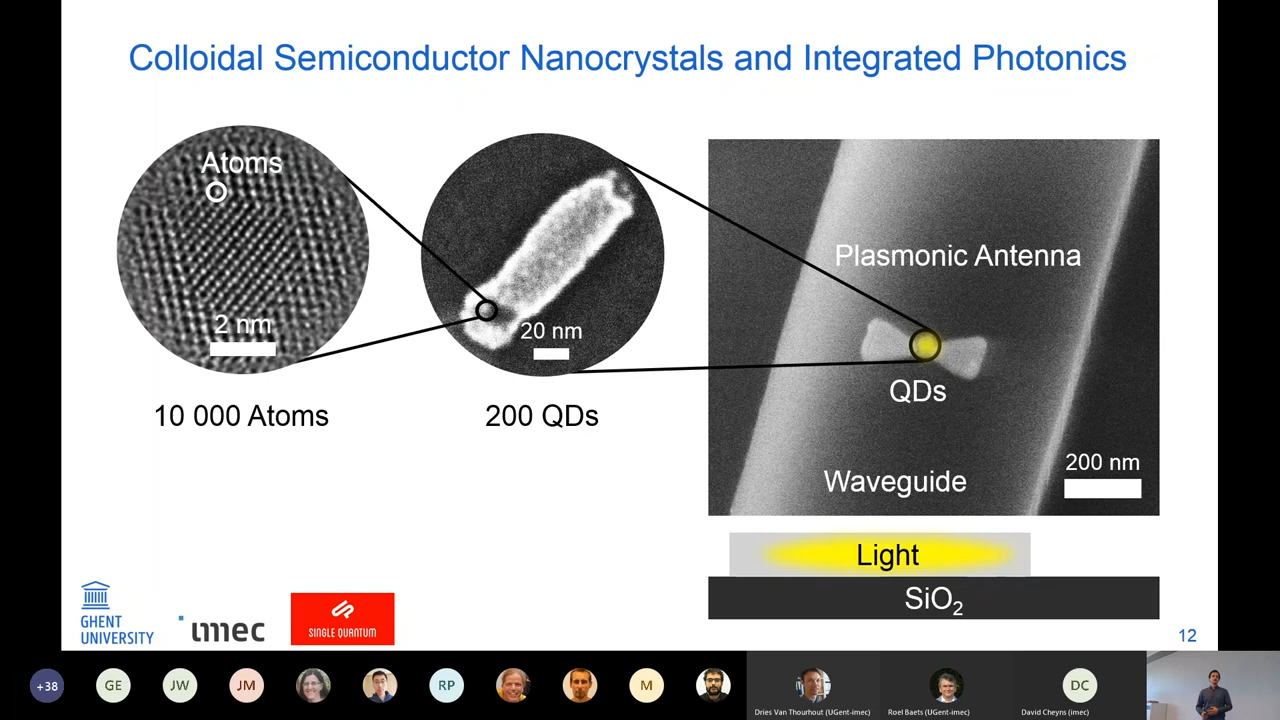 Colloidal Semiconductor Nanocrystals and Integrated Photonics
Atoms
2 nm
10 000 Atoms
20 nm
200 QDs
Plasmonic Antenna
QDs
Waveguide
200 nm
Light
SiO₂
GHENT
UNIVERSITY
imec
SINGLE QUANTUM
12
+38
GE
JW
JM
RP
M
Dries Van Thourhout (UGent-imec)
Roel Baets (UGent-imec)
DC
David Cheyns (imec)